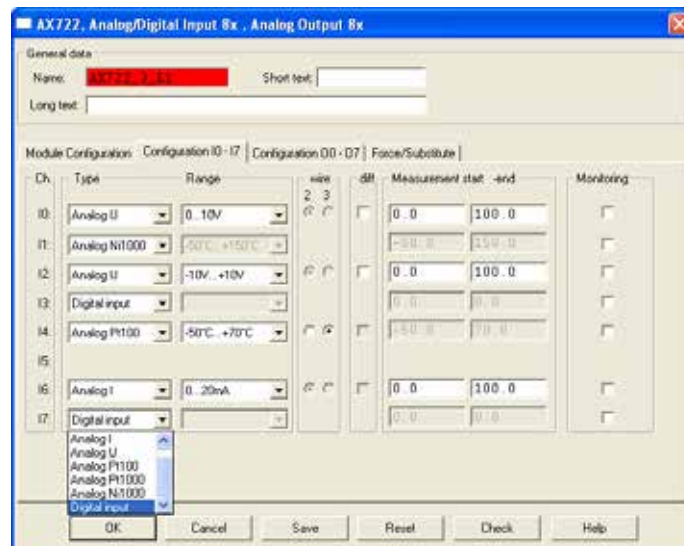 AX722, Analog/Digital Input 8x , Analog Output 8x
General data
Name: Short text:
Long text:
Module Configuration Configuration I0 - I7 Configuration O0 - O7 Force/Substitute
Ch. Type Range wire diff Measurement start -end Monitoring
2 3
I0: Analog U 0..10V 0.0 100.0
I1: Analog Ni1000 -50°C...+150°C -50.0 150.0
I2: Analog U -10V...+10V 0.0 100.0
I3: Digital input 0.0 0.0
I4: Analog Pt100 -50°C...+70°C -50.0 70.0
I5:
I6: Analog I 0..20mA 0.0 100.0
I7: Digital input 0.0 0.0
Analog I
Analog U
Analog Pt100
Analog Pt1000
Analog Ni1000
Digital input
OK Cancel Save Reset Check Help